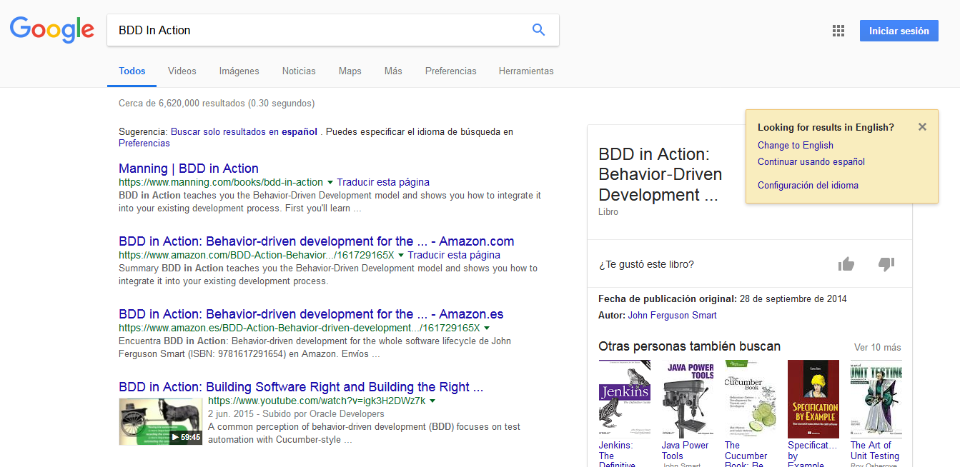 Google
BDD In Action
Iniciar sesión
Todos Videos Imágenes Noticias Maps Más Preferencias Herramientas
Cerca de 6,620,000 resultados (0.30 segundos)
Sugerencia: Buscar solo resultados en español . Puedes especificar el idioma de búsqueda en
Preferencias
Manning | BDD in Action
https://www.manning.com/books/bdd-in-action ▼ Traducir esta página
BDD in Action teaches you the Behavior-Driven Development model and shows you how to integrate it
into your existing development process. First you'll learn ...
BDD in Action: Behavior-driven development for the ... - Amazon.com
https://www.amazon.com/BDD-Action-Behavior.../161729165X ▼ Traducir esta página
Summary BDD in Action teaches you the Behavior-Driven Development model and shows you how to
integrate it into your existing development process.
BDD in Action: Behavior-driven development for the ... - Amazon.es
https://www.amazon.es/BDD-Action-Behavior-driven-development.../161729165X ▼
Encuentra BDD in Action: Behavior-driven development for the whole software lifecycle de John
Ferguson Smart (ISBN: 9781617291654) en Amazon. Envíos ...
BDD in Action: Building Software Right and Building the Right ...
https://www.youtube.com/watch?v=igk3H2DWz7k ▼
2 jun. 2015 - Subido por Oracle Developers
A common perception of behavior-driven development (BDD) focuses on test
automation with Cucumber-style ...
▶ 59:45
Looking for results in English?
Change to English
Continuar usando español
Configuración del idioma
BDD in Action:
Behavior-Driven
Development ...
Libro
¿Te gustó este libro?
Fecha de publicación original: 28 de septiembre de 2014
Autor: John Ferguson Smart
Otras personas también buscan Ver 10 más
Jenkins
JAVA POWER
TOOLS
The
Cucumber
Book
SPECIFICATION
BY EXAMPLE
UNIT
TESTING
Jenkins:
The
Definitive
Java Power
Tools
John Smart
The
Cucumber
Book: Be
Specificat...
by
Example
The Art of
Unit Testing
Roy Osherove